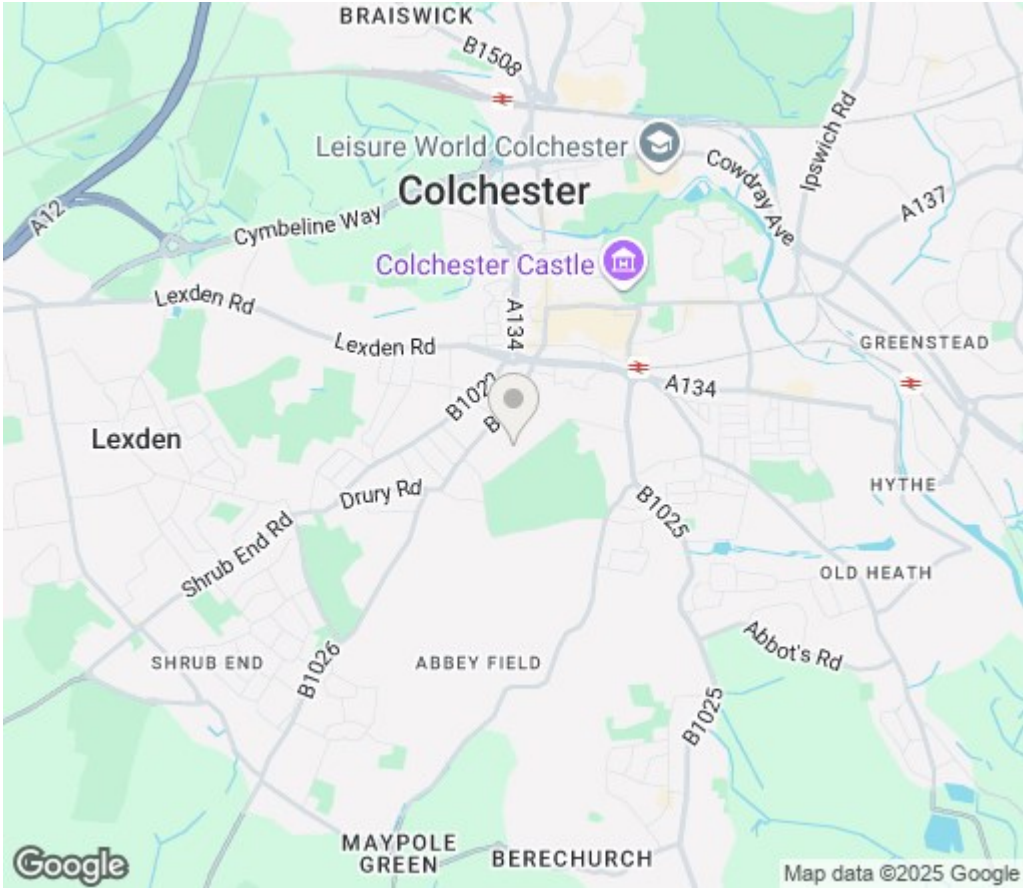 BRAISWICK
B1508
Leisure World Colchester
Colchester
Ipswich Rd
Cowdray Ave
A137
A12
Cymbeline Way
Colchester Castle
Lexden Rd
A134
Lexden Rd
GREENSTEAD
B1022
A134
B
Lexden
Drury Rd
HYTHE
B1025
Shrub End Rd
OLD HEATH
Abbot's Rd
SHRUB END
ABBEY FIELD
B1026
B1025
MAYPOLE
GREEN
BERECHURCH
Google
Map data ©2025 Google